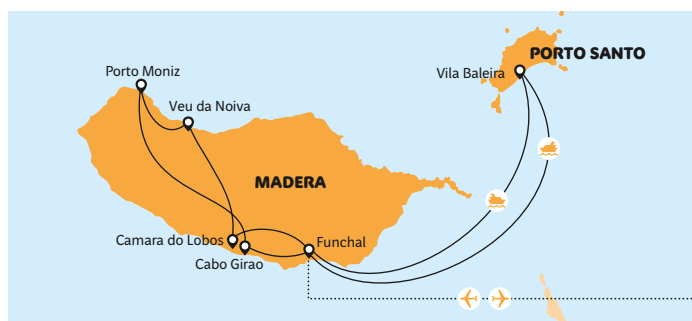 PORTO SANTO
Porto Moniz
Vila Baleira
Veu da Noiva
MADERA
Camara do Lobos
Funchal
Cabo Girao